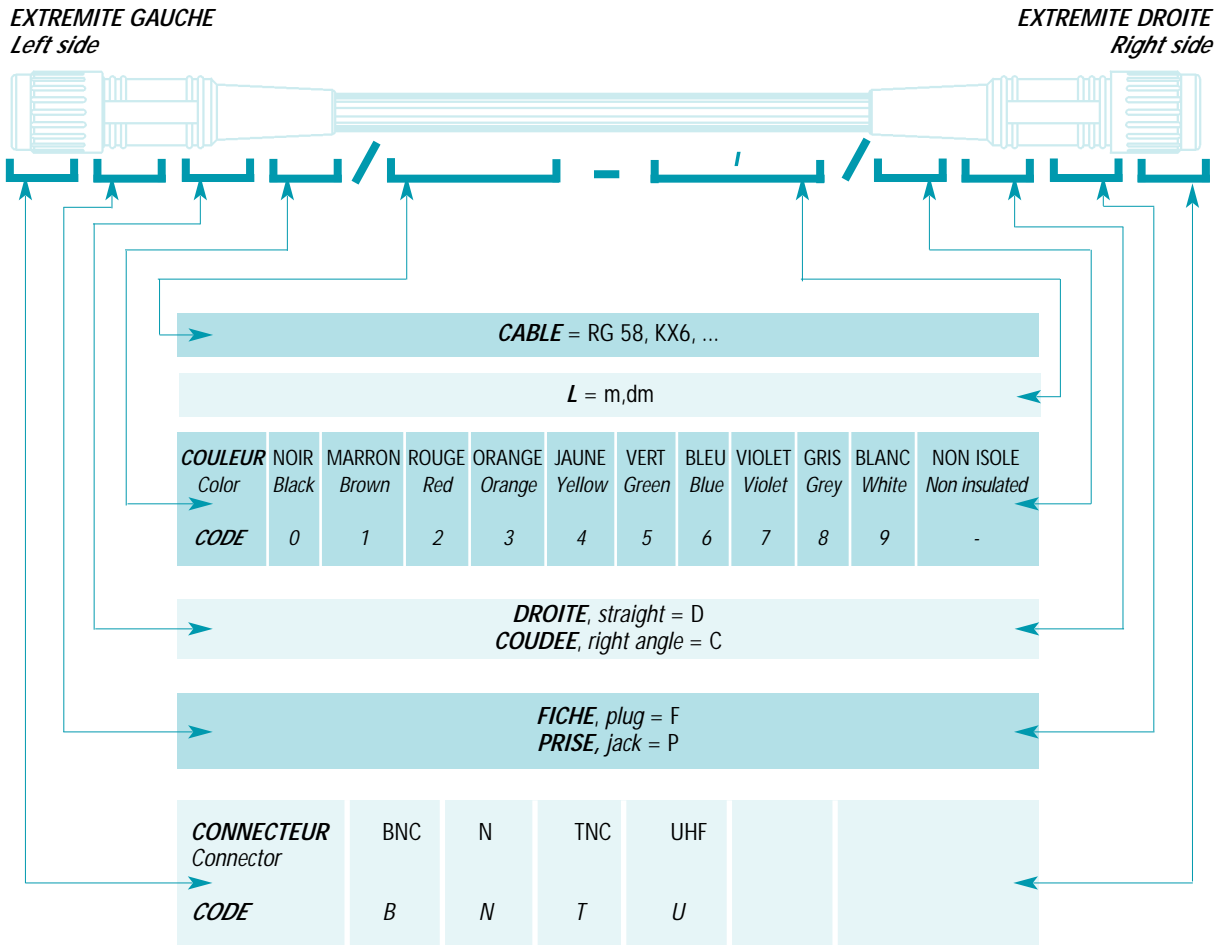 EXTREMITE GAUCHE
Left side
EXTREMITE DROITE
Right side
/ – , /
CABLE = RG 58, KX6, ...
L = m,dm
COULEUR NOIR MARRON ROUGE ORANGE JAUNE VERT BLEU VIOLET GRIS BLANC NON ISOLE
Color Black Brown Red Orange Yellow Green Blue Violet Grey White Non insulated
CODE 0 1 2 3 4 5 6 7 8 9 -
DROITE, straight = D
COUDEE, right angle = C
FICHE, plug = F
PRISE, jack = P
CONNECTEUR BNC N TNC UHF
Connector
CODE B N T U